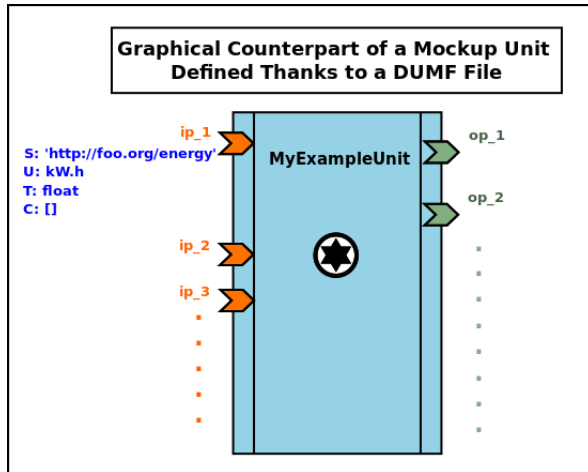 Graphical Counterpart of a Mockup Unit
Defined Thanks to a DUMF File
ip_1
S: 'http://foo.org/energy'
U: kW.h
T: float
C: []
ip_2
ip_3
MyExampleUnit
op_1
op_2